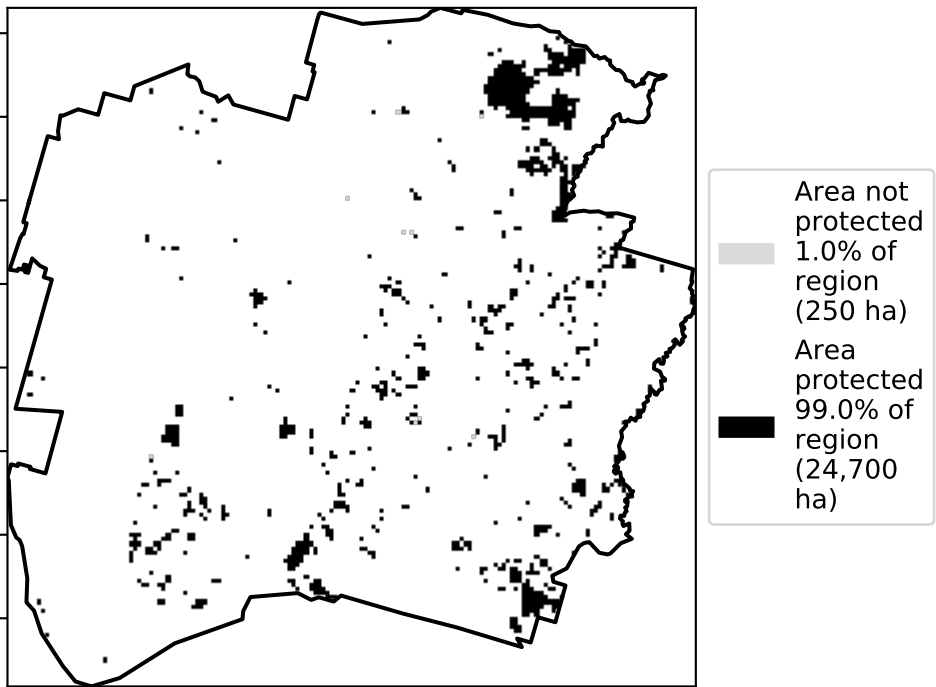 Area not
protected
1.0% of
region
(250 ha)
Area
protected
99.0% of
region
(24,700
ha)